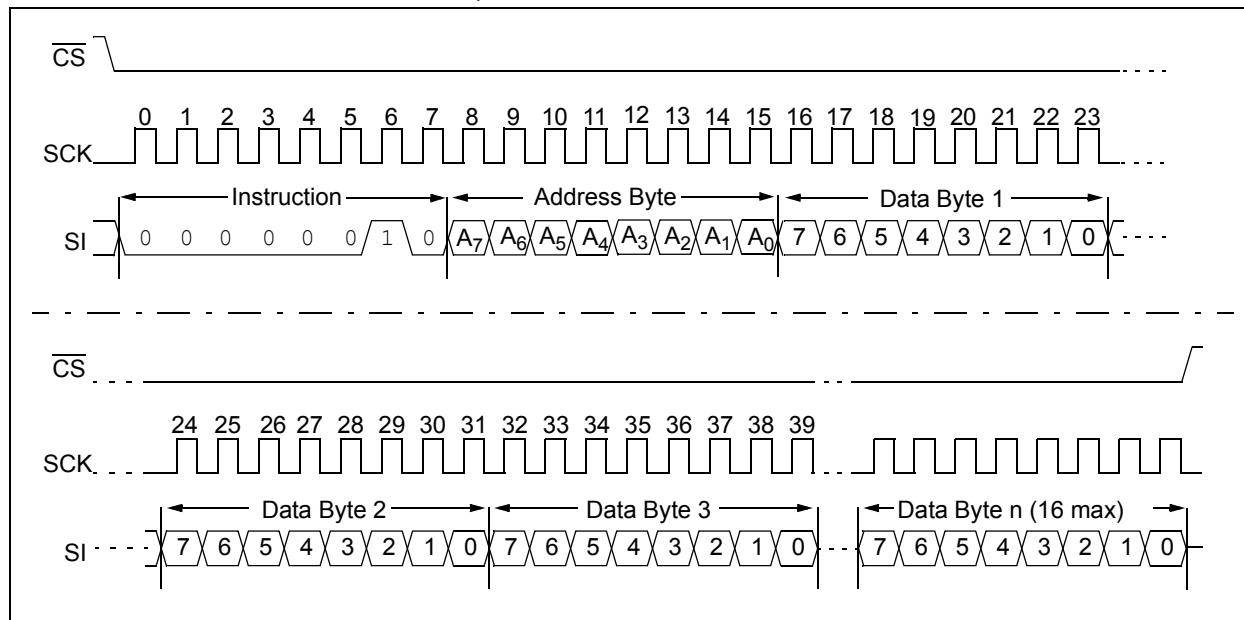 CS
0 1 2 3 4 5 6 7 8 9 10 11 12 13 14 15 16 17 18 19 20 21 22 23
SCK
Instruction Address Byte Data Byte 1
SI 0 0 0 0 0 0 1 0 A7 A6 A5 A4 A3 A2 A1 A0 7 6 5 4 3 2 1 0
CS
24 25 26 27 28 29 30 31 32 33 34 35 36 37 38 39
SCK
Data Byte 2 Data Byte 3 Data Byte n (16 max)
SI 7 6 5 4 3 2 1 0 7 6 5 4 3 2 1 0 7 6 5 4 3 2 1 0